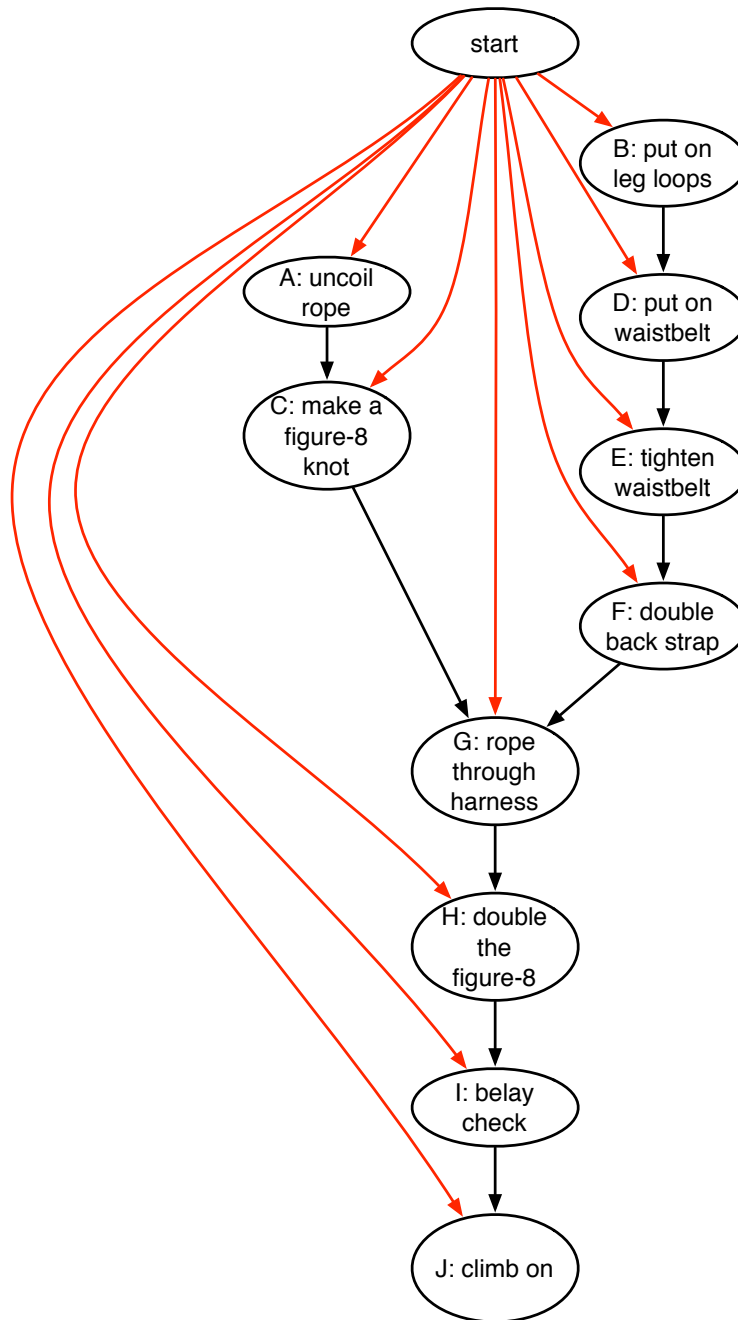 start
B: put on
leg loops
A: uncoil
rope
D: put on
waistbelt
C: make a
figure-8
knot
E: tighten
waistbelt
F: double
back strap
G: rope
through
harness
H: double
the
figure-8
I: belay
check
J: climb on